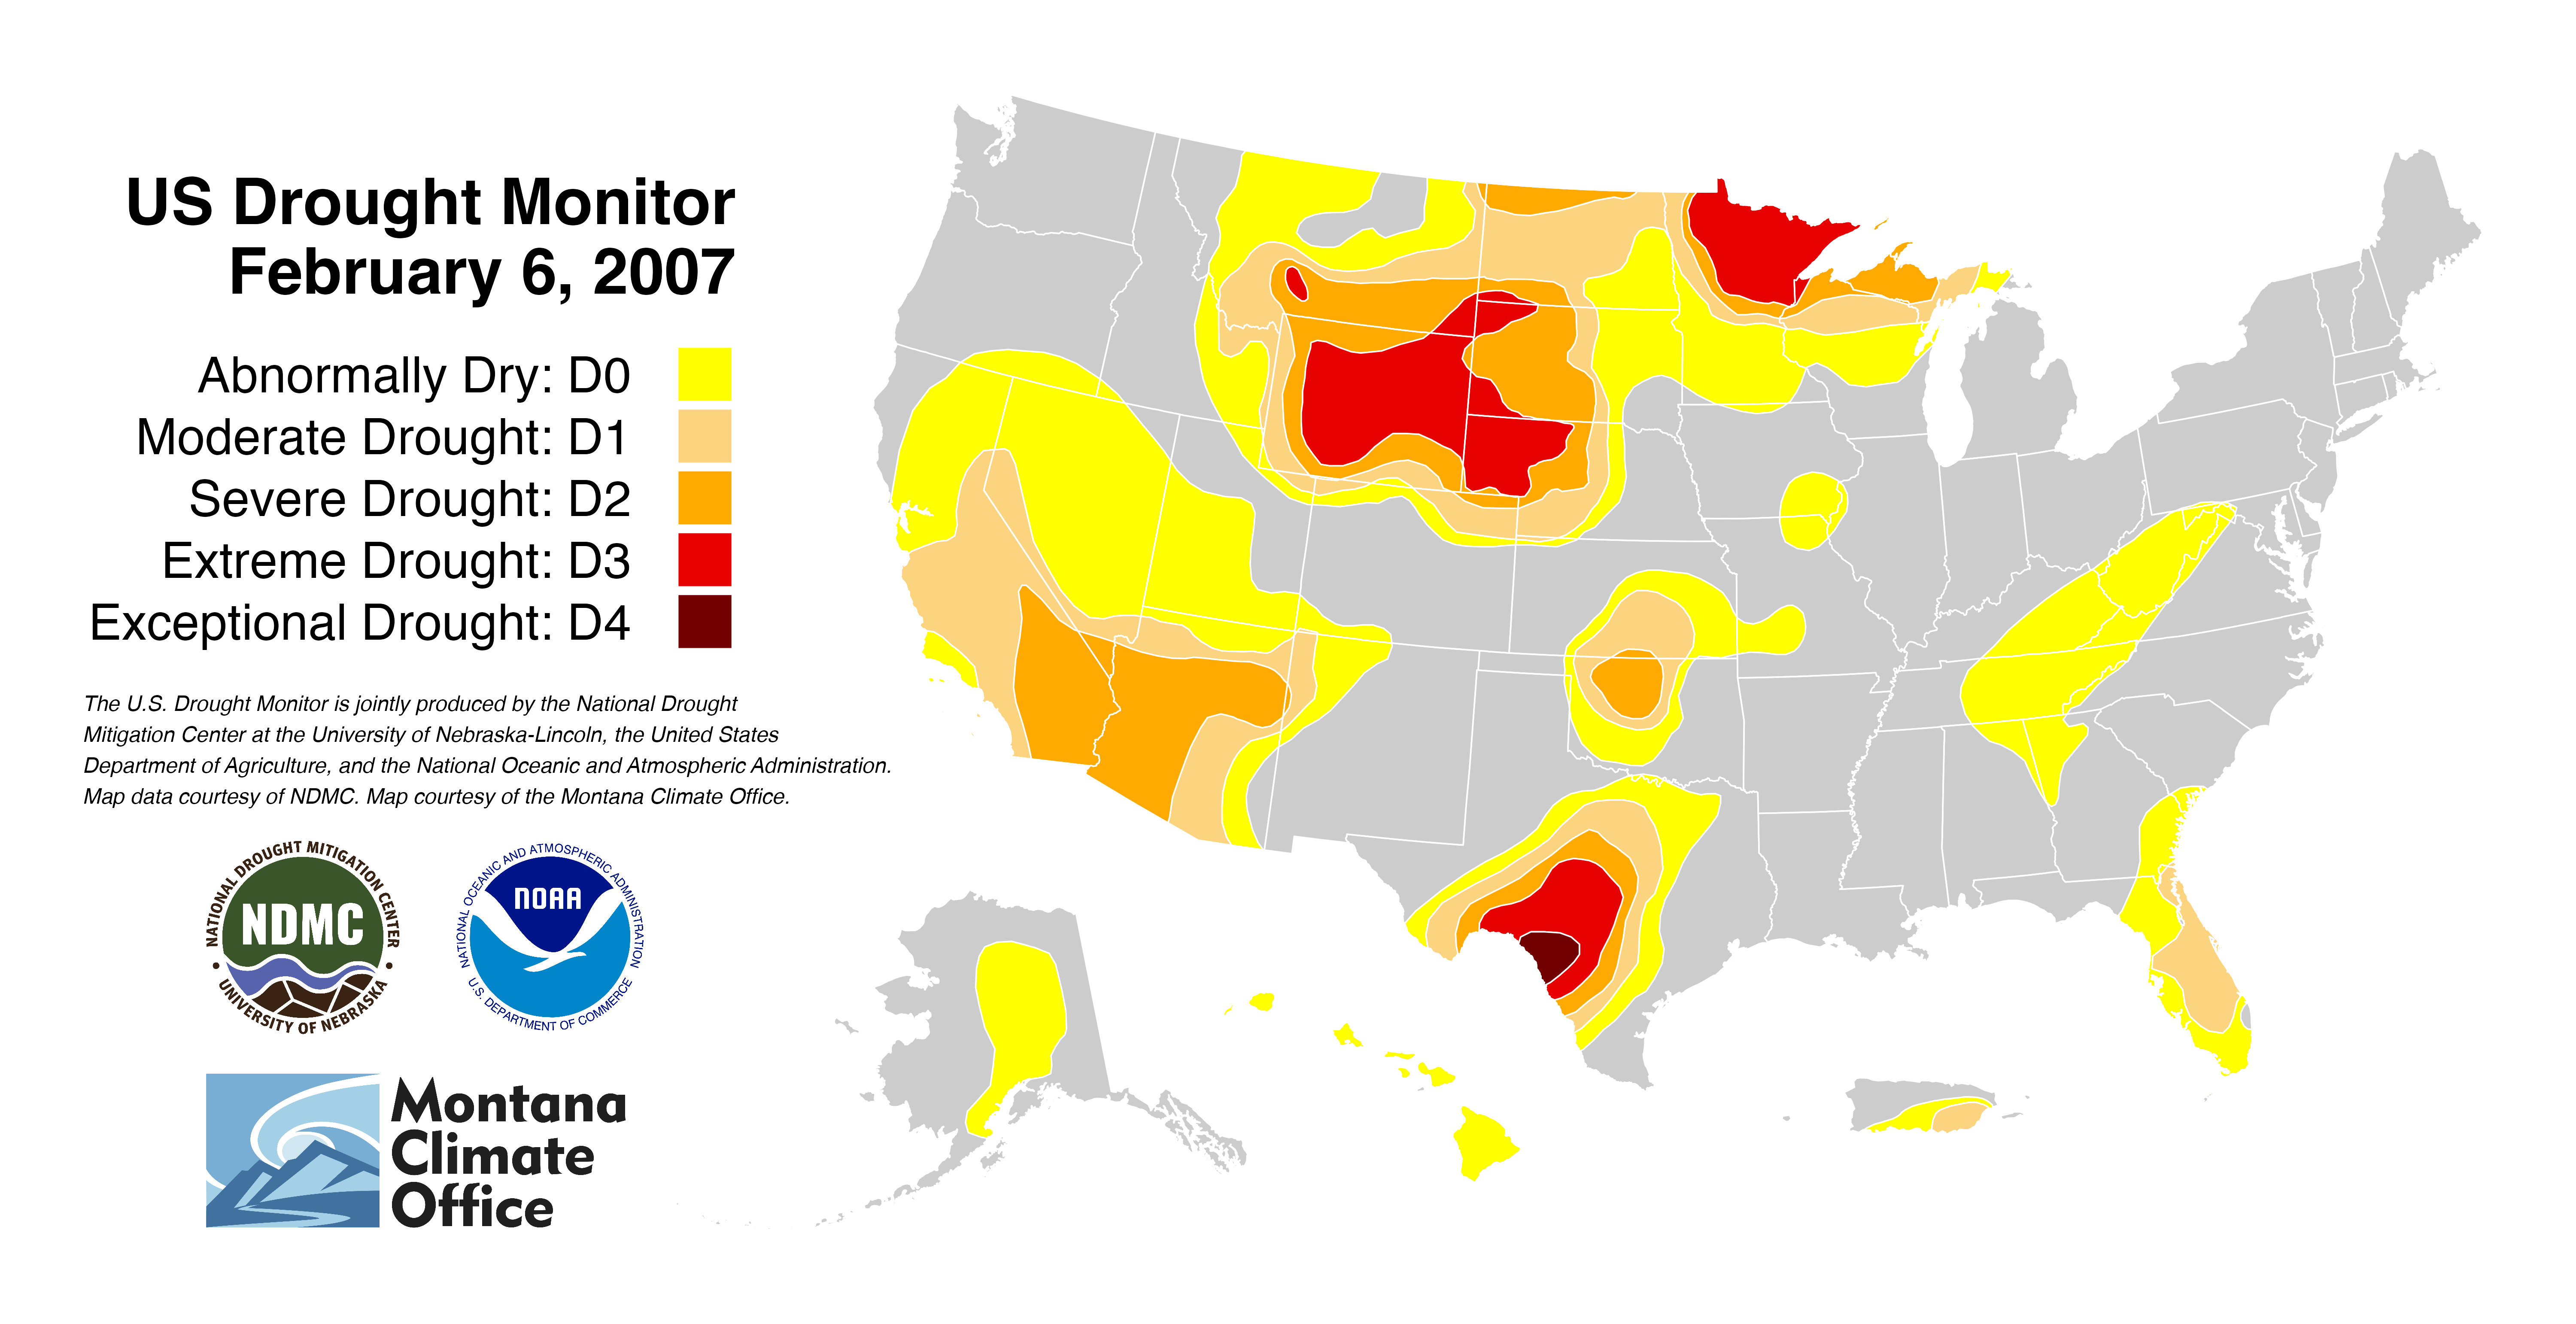 US Drought Monitor
February 6, 2007
Abnormally Dry: D0
Moderate Drought: D1
Severe Drought: D2
Extreme Drought: D3
Exceptional Drought: D4
The U.S. Drought Monitor is jointly produced by the National Drought
Mitigation Center at the University of Nebraska-Lincoln, the United States
Department of Agriculture, and the National Oceanic and Atmospheric Administration.
Map data courtesy of NDMC. Map courtesy of the Montana Climate Office.
NATIONAL DROUGHT MITIGATION CENTER
NDMC
• UNIVERSITY OF NEBRASKA •
NATIONAL OCEANIC AND ATMOSPHERIC ADMINISTRATION
NOAA
U.S. DEPARTMENT OF COMMERCE
Montana
Climate
Office